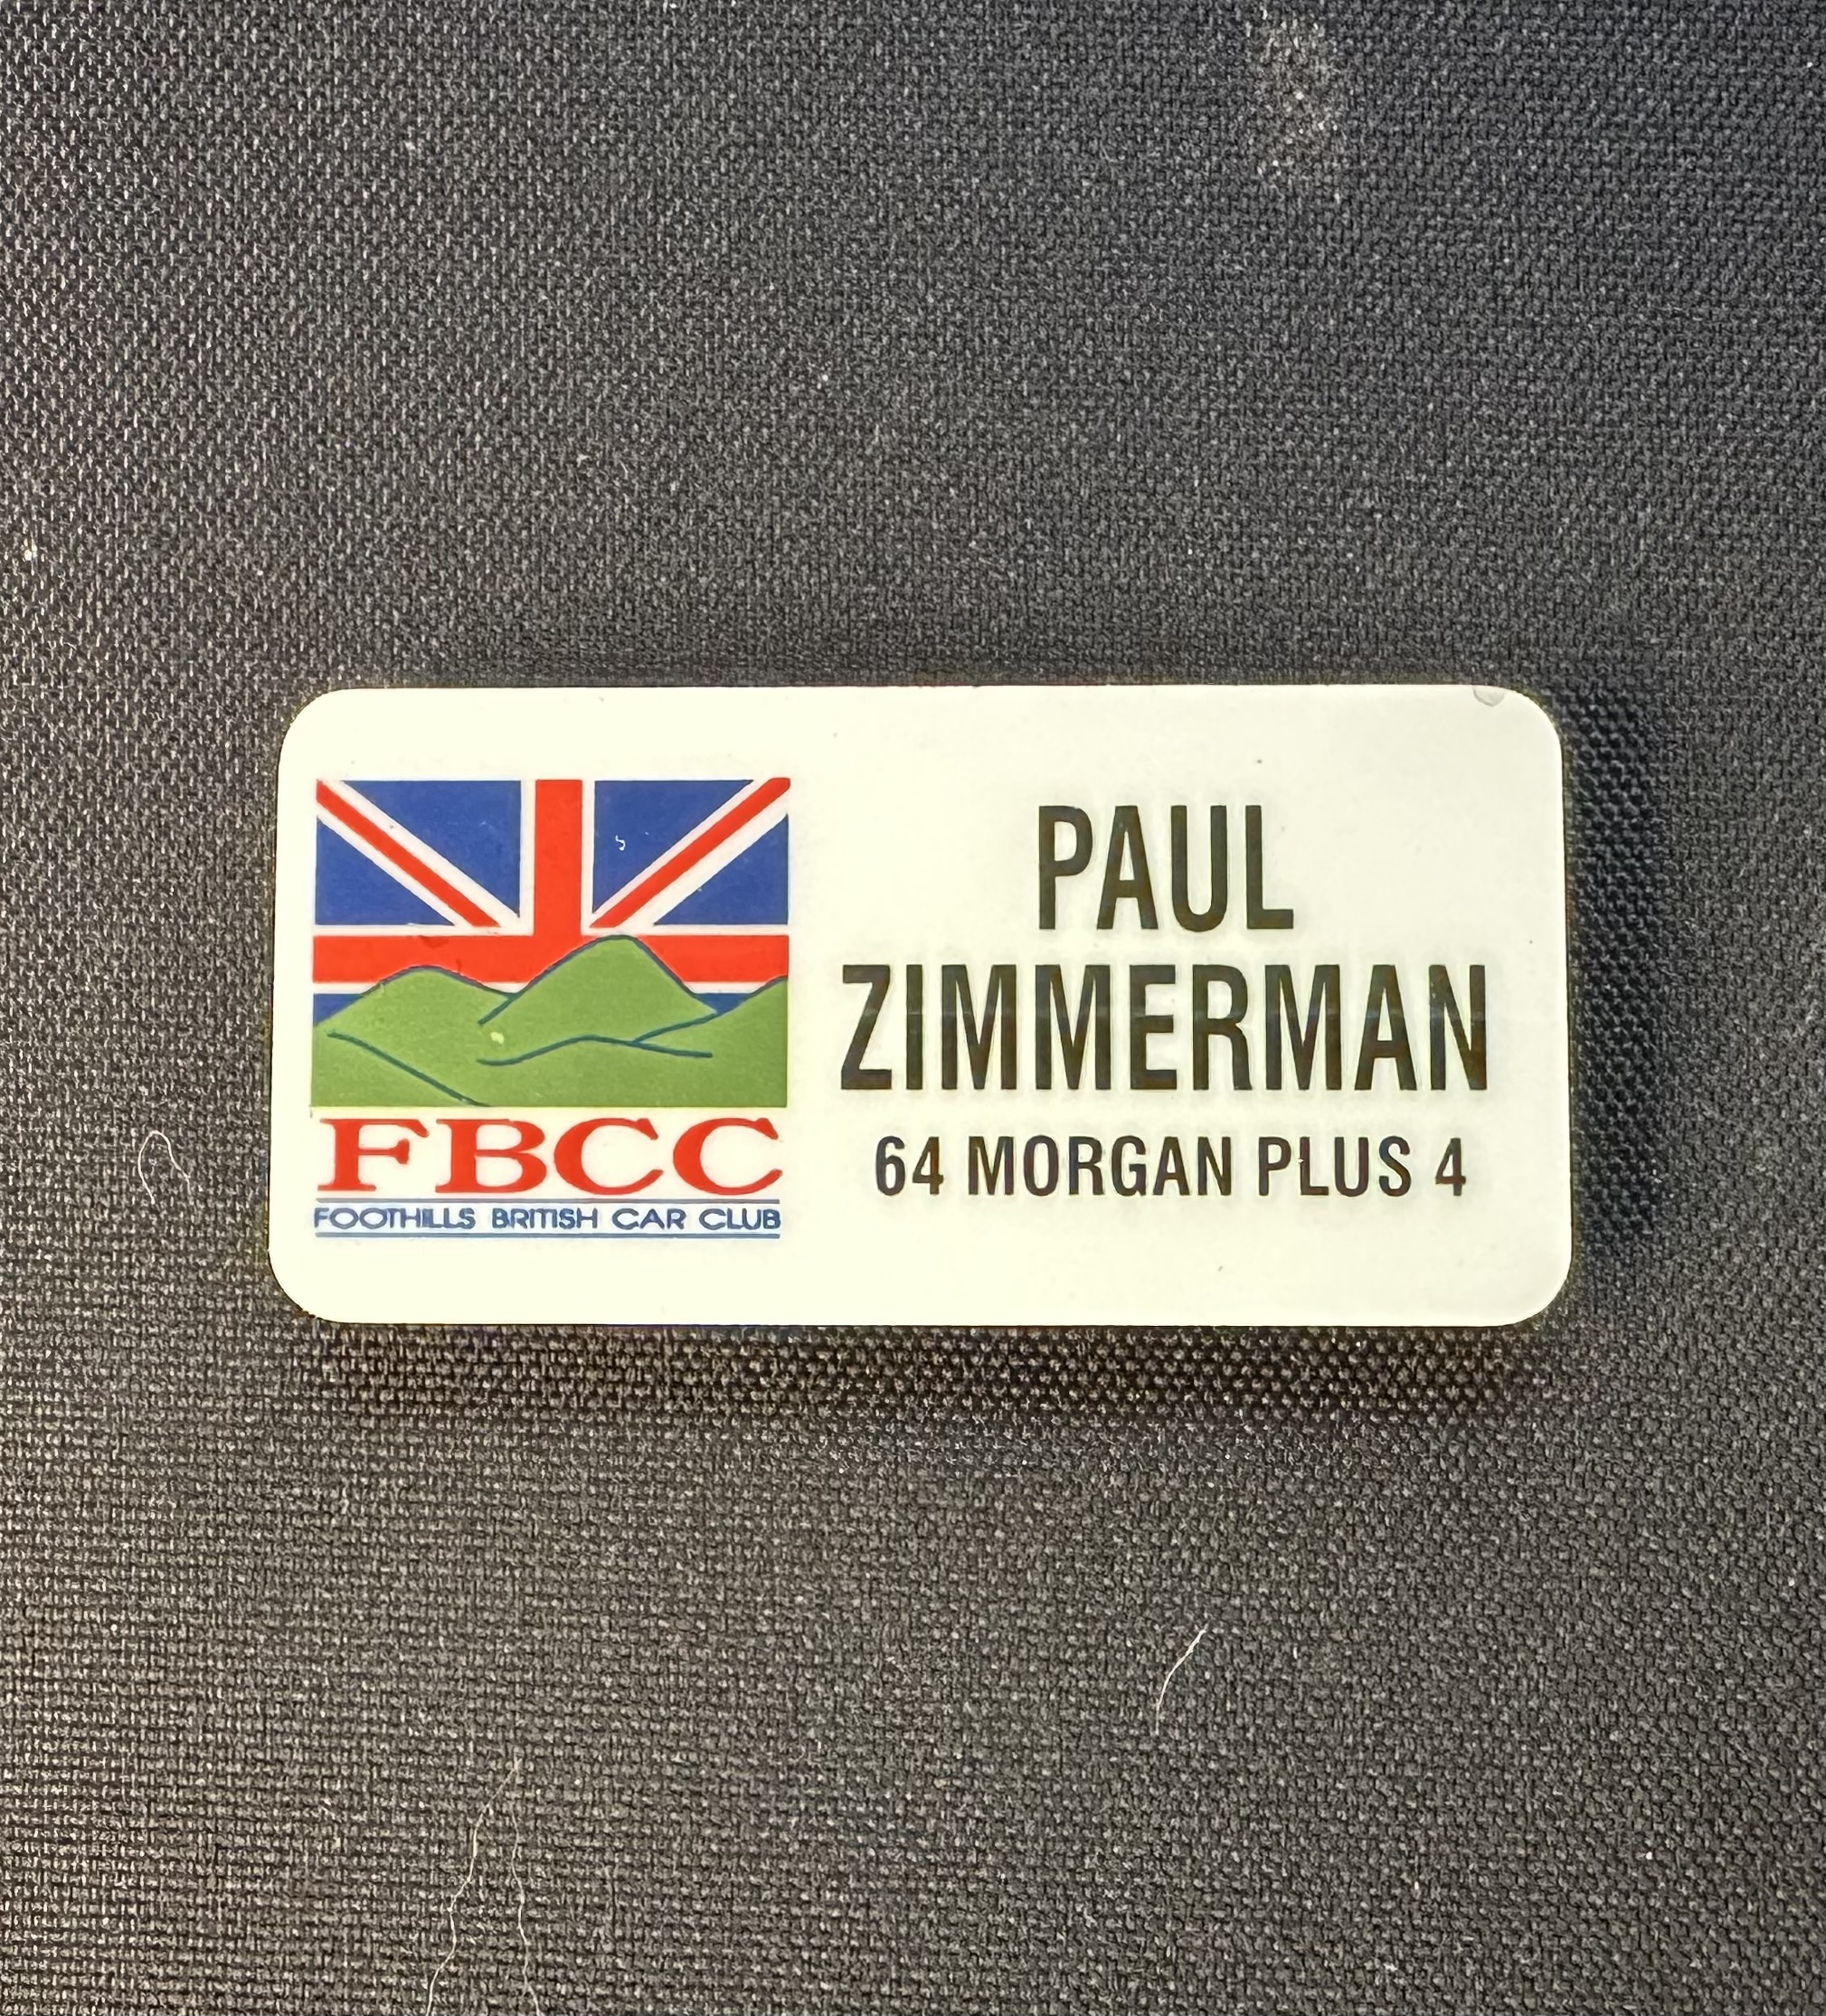 FBCC
FOOTHILLS BRITISH CAR CLUB
PAUL
ZIMMERMAN
64 MORGAN PLUS 4